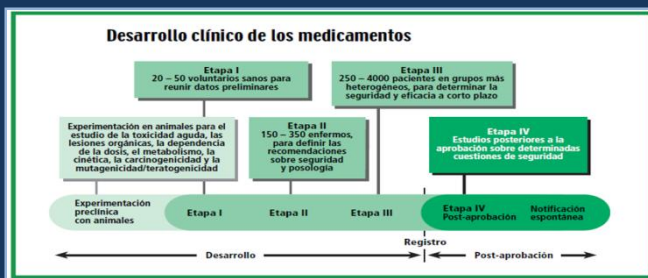 Desarrollo clínico de los medicamentos
Etapa I
20 – 50 voluntarios sanos para
reunir datos preliminares
Etapa III
250 – 4000 pacientes en grupos más
heterogéneos, para determinar la
seguridad y eficacia a corto plazo
Experimentación en animales para el
estudio de la toxicidad aguda, las
lesiones orgánicas, la dependencia
de la dosis, el metabolismo, la
cinética, la carcinogenicidad y la
mutagenicidad/teratogenicidad
Etapa II
150 – 350 enfermos,
para definir las
recomendaciones
sobre seguridad
y posología
Etapa IV
Estudios posteriores a la
aprobación sobre determinadas
cuestiones de seguridad
Experimentación
preclínica
con animales
Etapa I
Etapa II
Etapa III
Etapa IV
Post-aprobación
Notificación
espontánea
Registro
Desarrollo
Post-aprobación